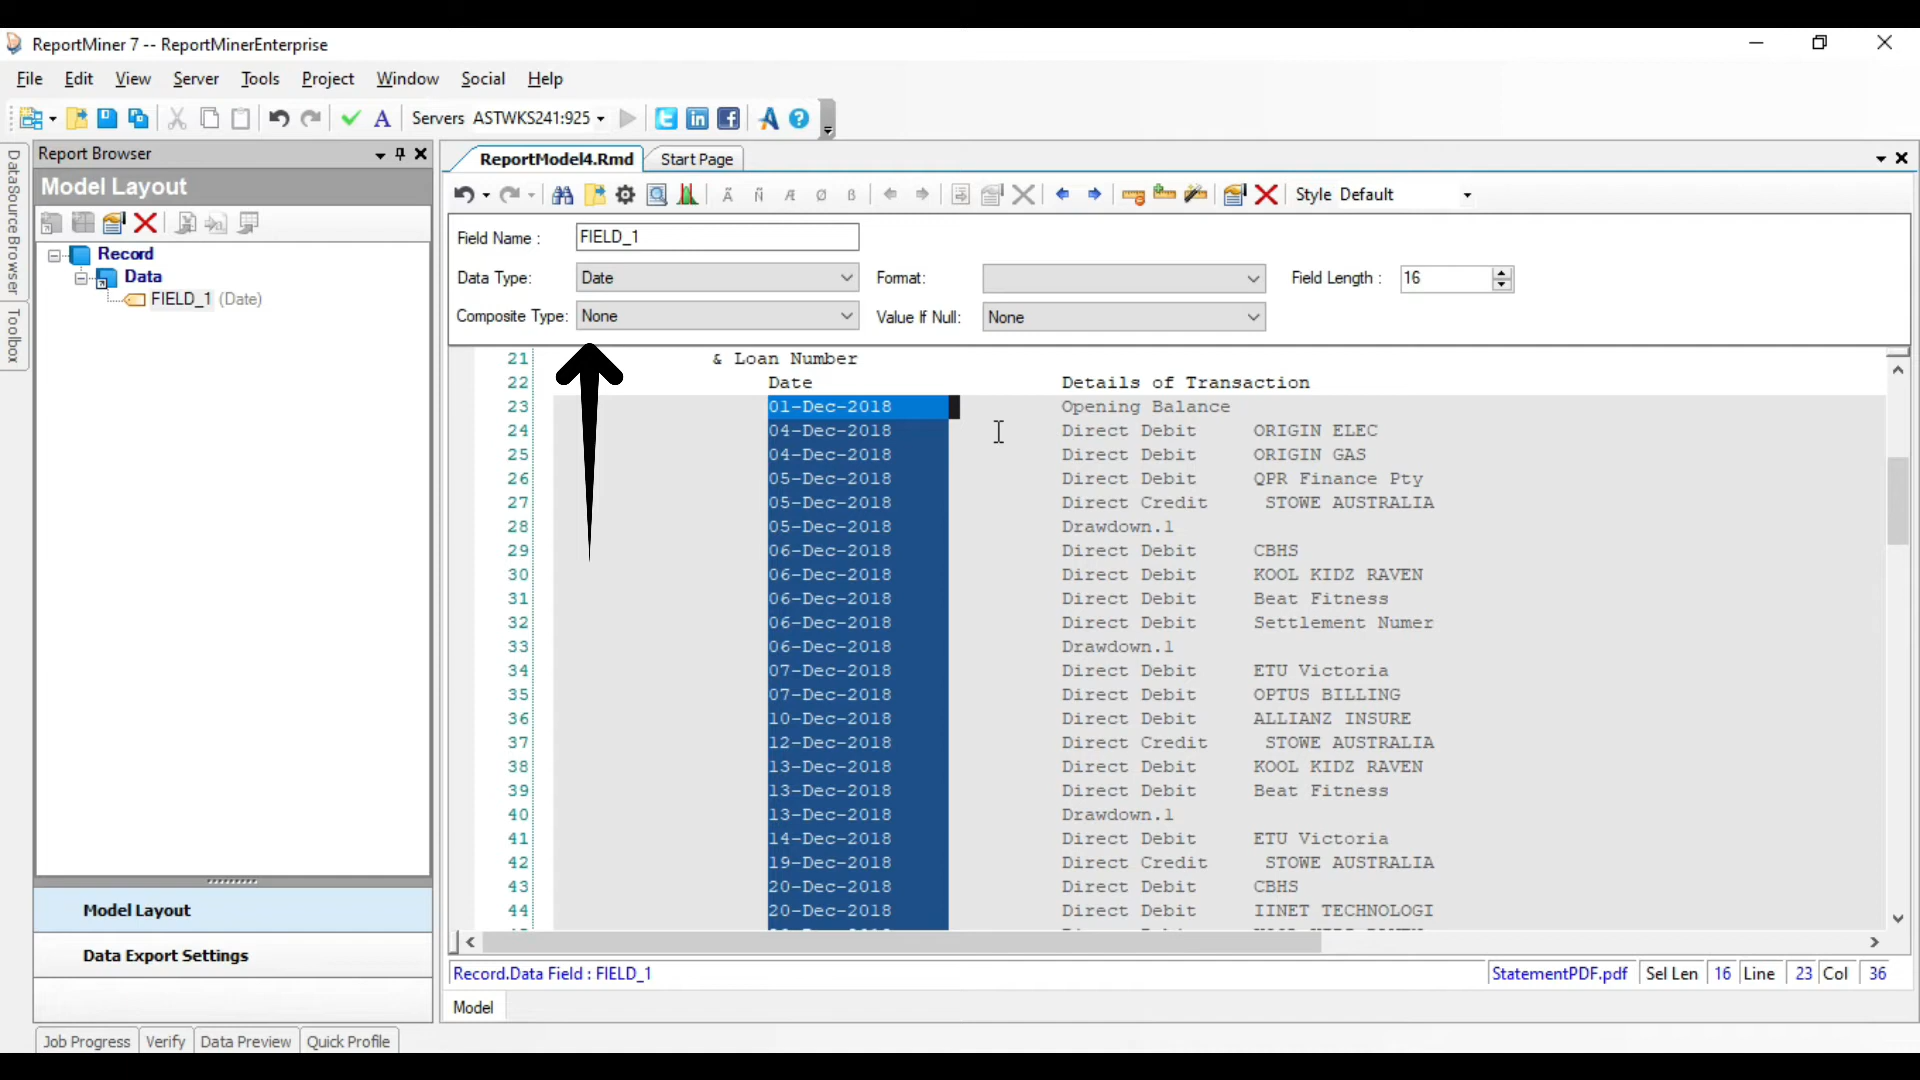 ReportMiner 7 -- ReportMinerEnterprise
File Edit View Server Tools Project Window Social Help
A Servers ASTWKS241:925
DataSource Browser
Toolbox
Report Browser
Model Layout
Record
Data
FIELD_1 (Date)
Model Layout
Data Export Settings
ReportModel4.Rmd Start Page
Ä Ñ Æ Ø ß Style Default
Field Name : FIELD_1
Data Type: Date Format: Field Length : 16
Composite Type: None Value If Null: None
21 & Loan Number
22 Date Details of Transaction
23 01-Dec-2018 Opening Balance
24 04-Dec-2018 Direct Debit ORIGIN ELEC
25 04-Dec-2018 Direct Debit ORIGIN GAS
26 05-Dec-2018 Direct Debit QPR Finance Pty
27 05-Dec-2018 Direct Credit STOWE AUSTRALIA
28 05-Dec-2018 Drawdown.1
29 06-Dec-2018 Direct Debit CBHS
30 06-Dec-2018 Direct Debit KOOL KIDZ RAVEN
31 06-Dec-2018 Direct Debit Beat Fitness
32 06-Dec-2018 Direct Debit Settlement Numer
33 06-Dec-2018 Drawdown.1
34 07-Dec-2018 Direct Debit ETU Victoria
35 07-Dec-2018 Direct Debit OPTUS BILLING
36 10-Dec-2018 Direct Debit ALLIANZ INSURE
37 12-Dec-2018 Direct Credit STOWE AUSTRALIA
38 13-Dec-2018 Direct Debit KOOL KIDZ RAVEN
39 13-Dec-2018 Direct Debit Beat Fitness
40 13-Dec-2018 Drawdown.1
41 14-Dec-2018 Direct Debit ETU Victoria
42 19-Dec-2018 Direct Credit STOWE AUSTRALIA
43 20-Dec-2018 Direct Debit CBHS
44 20-Dec-2018 Direct Debit IINET TECHNOLOGI
Record.Data Field : FIELD_1 StatementPDF.pdf Sel Len 16 Line 23 Col 36
Model
Job Progress Verify Data Preview Quick Profile